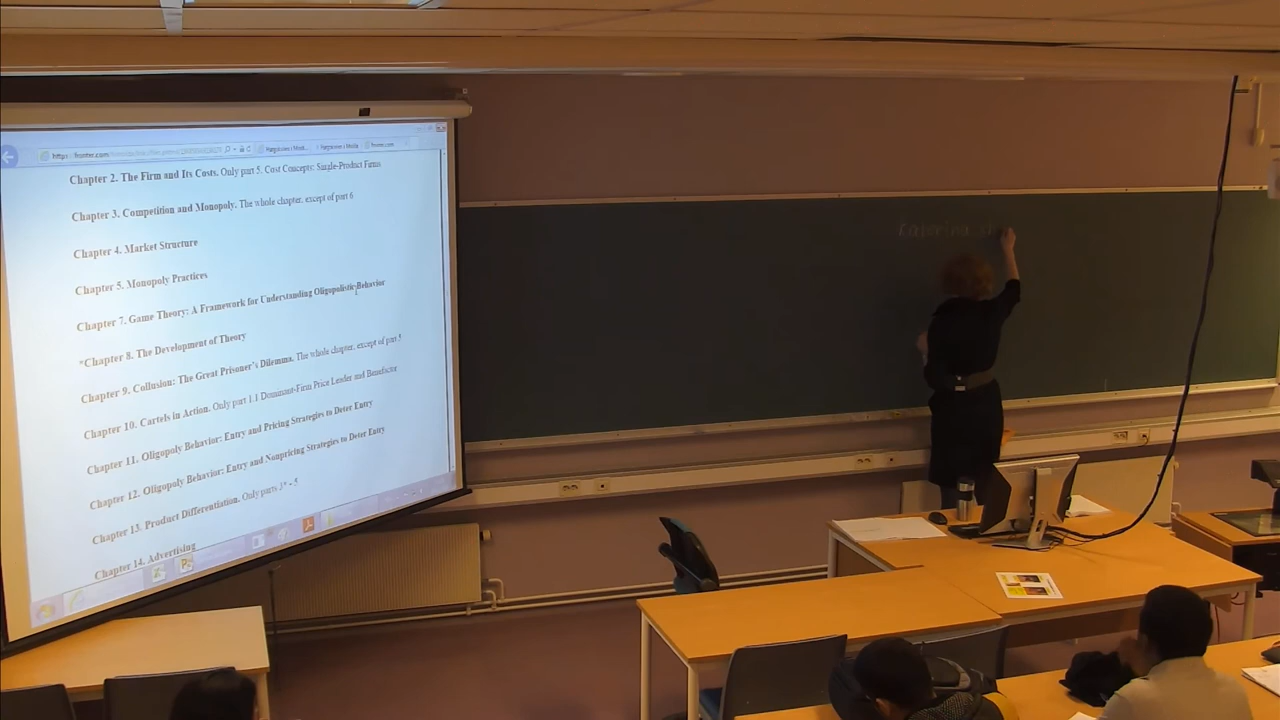 https://fronter.com
fronter.com
Chapter 2. The Firm and Its Costs. Only part 5. Cost Concepts: Single-Product Firms
Chapter 3. Competition and Monopoly. The whole chapter, except of part 6
Chapter 4. Market Structure
Chapter 5. Monopoly Practices
Chapter 7. Game Theory: A Framework for Understanding Oligopolistic Behavior
*Chapter 8. The Development of Theory
Chapter 9. Collusion: The Great Prisoner's Dilemma. The whole chapter, except of part 5
Chapter 10. Cartels in Action. Only part 1.1 Dominant-Firm Price Leader and Benefactor
Chapter 11. Oligopoly Behavior: Entry and Pricing Strategies to Deter Entry
Chapter 12. Oligopoly Behavior: Entry and Nonpricing Strategies to Deter Entry
Chapter 13. Product Differentiation. Only parts 1* - 5
Chapter 14. Advertising